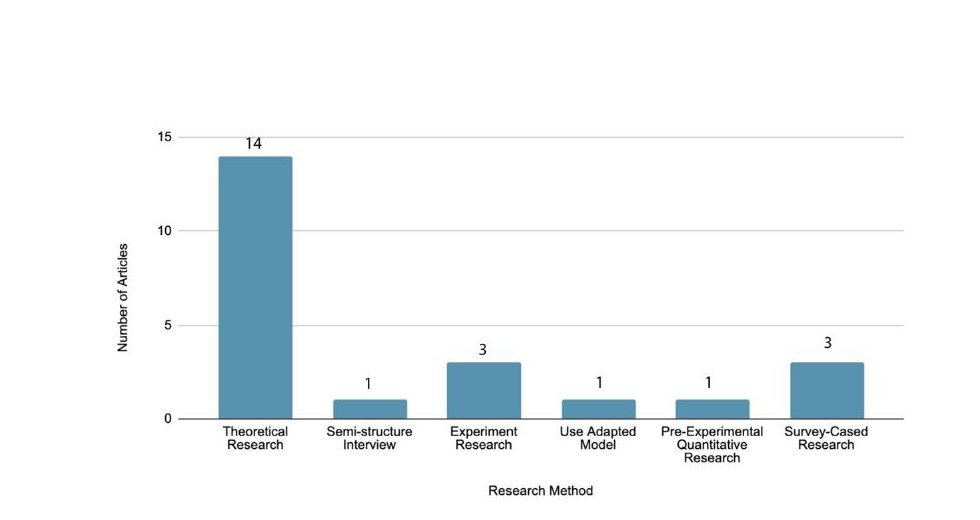 15
14
10
Number of Articles
5
3
3
1
1
1
0
Theoretical
Research
Semi-structure
Interview
Experiment
Research
Use Adapted
Model
Pre-Experimental
Quantitative
Research
Survey-Cased
Research
Research Method